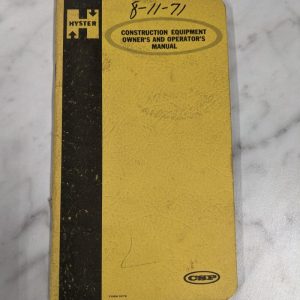 8-11-71
HYSTER
CONSTRUCTION EQUIPMENT
OWNER'S AND OPERATOR'S
MANUAL
CSP